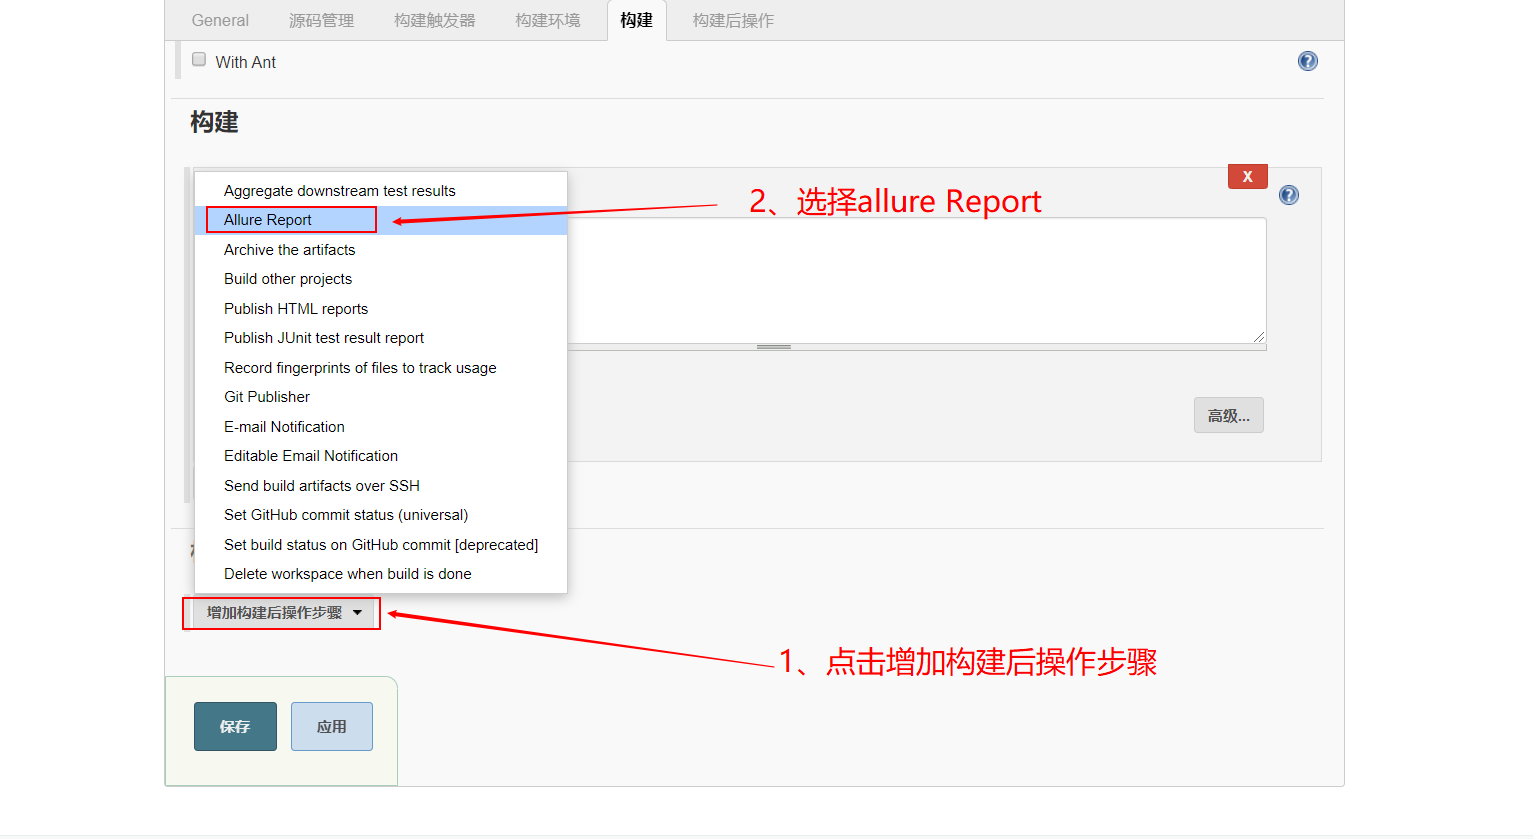 General 源码管理 构建触发器 构建环境 构建 构建后操作
With Ant
构建
X
Aggregate downstream test results
2、选择allure Report
Allure Report
Archive the artifacts
Build other projects
Publish HTML reports
Publish JUnit test result report
Record fingerprints of files to track usage
Git Publisher
高级...
E-mail Notification
Editable Email Notification
Send build artifacts over SSH
Set GitHub commit status (universal)
Set build status on GitHub commit [deprecated]
Delete workspace when build is done
增加构建后操作步骤
1、点击增加构建后操作步骤
保存 应用